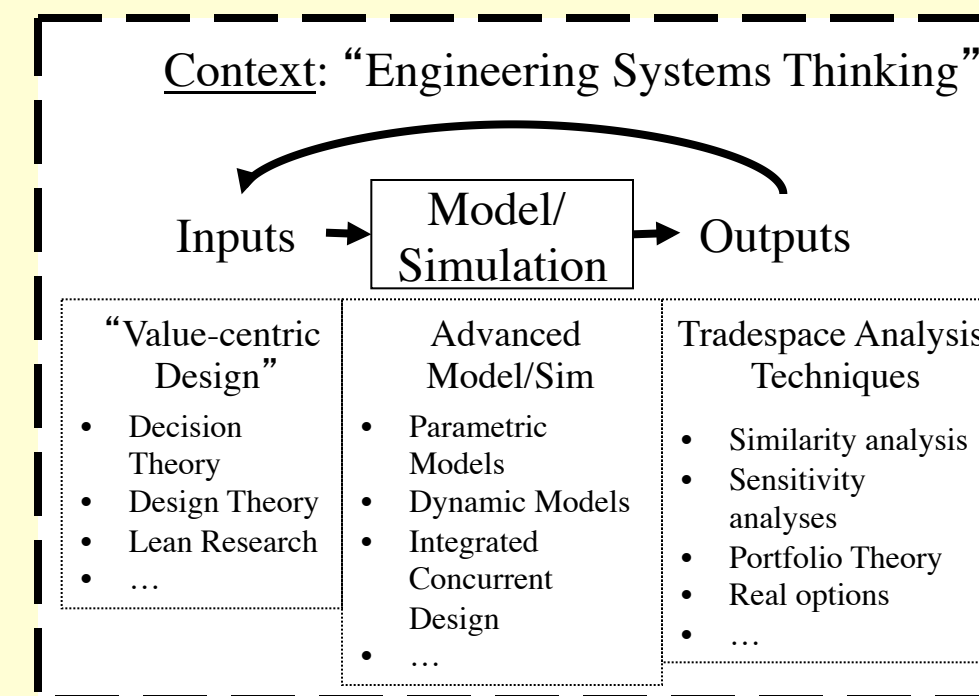 Context: “Engineering Systems Thinking”
Inputs
Model/
Simulation
Outputs
“Value-centric
Design”
• Decision
Theory
• Design Theory
• Lean Research
• …
Advanced
Model/Sim
• Parametric
Models
• Dynamic Models
• Integrated
Concurrent
Design
• …
Tradespace Analysis
Techniques
• Similarity analysis
• Sensitivity
analyses
• Portfolio Theory
• Real options
• …